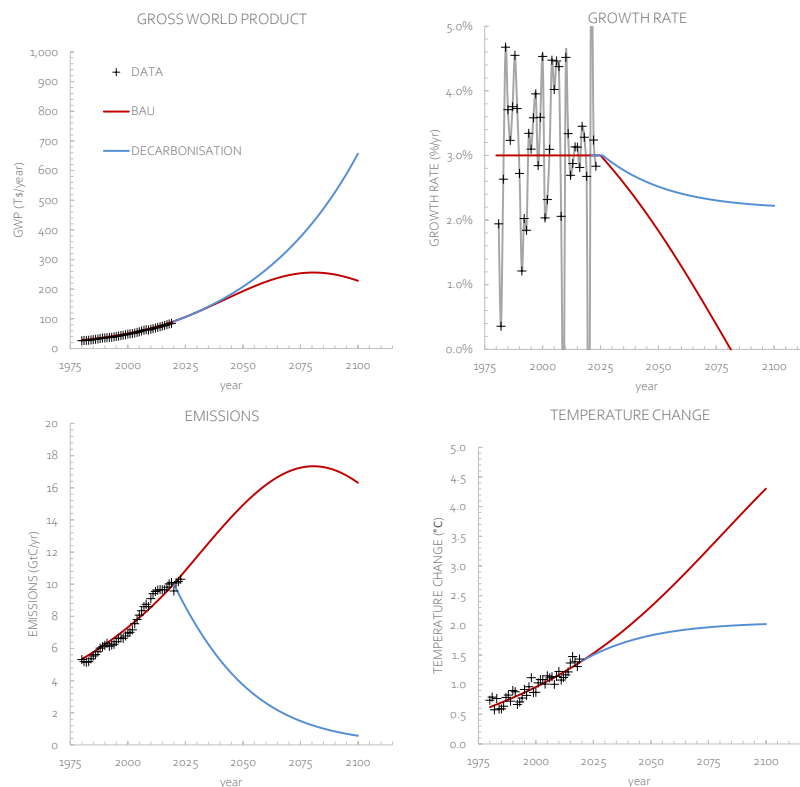 GROSS WORLD PRODUCT
1,000
900
800
700
600
500
400
300
200
100
0
GWP (T$/year)
DATA
BAU
DECARBONISATION
1975 2000 2025 2050 2075 2100
year
GROWTH RATE
5.0%
4.0%
3.0%
2.0%
1.0%
0.0%
GROWTH RATE (%/yr)
1975 2000 2025 2050 2075 2100
year
EMISSIONS
20
18
16
14
12
10
8
6
4
2
0
EMISSIONS (GtC/yr)
1975 2000 2025 2050 2075 2100
year
TEMPERATURE CHANGE
5.0
4.5
4.0
3.5
3.0
2.5
2.0
1.5
1.0
0.5
0.0
TEMPERATURE CHANGE (°C)
1975 2000 2025 2050 2075 2100
year